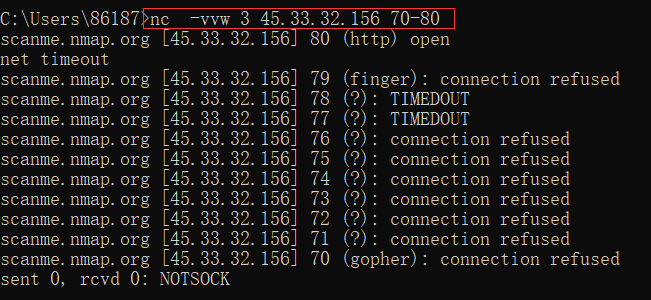 C:\Users\86187>nc  -vvw 3 45.33.32.156 70-80
scanme.nmap.org [45.33.32.156] 80 (http) open
net timeout
scanme.nmap.org [45.33.32.156] 79 (finger): connection refused
scanme.nmap.org [45.33.32.156] 78 (?): TIMEDOUT
scanme.nmap.org [45.33.32.156] 77 (?): TIMEDOUT
scanme.nmap.org [45.33.32.156] 76 (?): connection refused
scanme.nmap.org [45.33.32.156] 75 (?): connection refused
scanme.nmap.org [45.33.32.156] 74 (?): connection refused
scanme.nmap.org [45.33.32.156] 73 (?): connection refused
scanme.nmap.org [45.33.32.156] 72 (?): connection refused
scanme.nmap.org [45.33.32.156] 71 (?): connection refused
scanme.nmap.org [45.33.32.156] 70 (gopher): connection refused
sent 0, rcvd 0: NOTSOCK